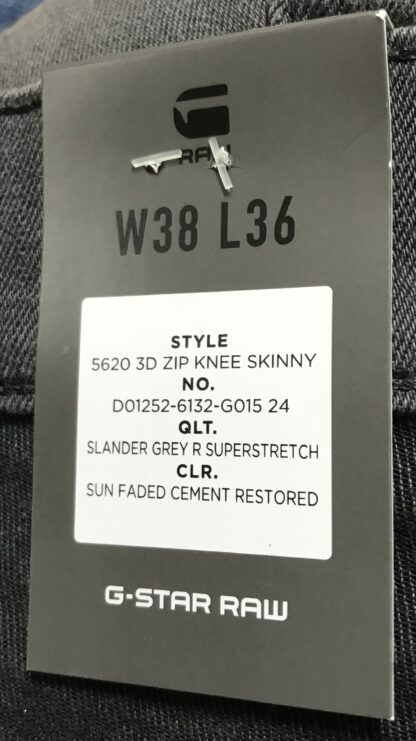 RAW
W38 L36
STYLE
5620 3D ZIP KNEE SKINNY
NO.
D01252-6132-G015 24
QLT.
SLANDER GREY R SUPERSTRETCH
CLR.
SUN FADED CEMENT RESTORED
G-STAR RAW